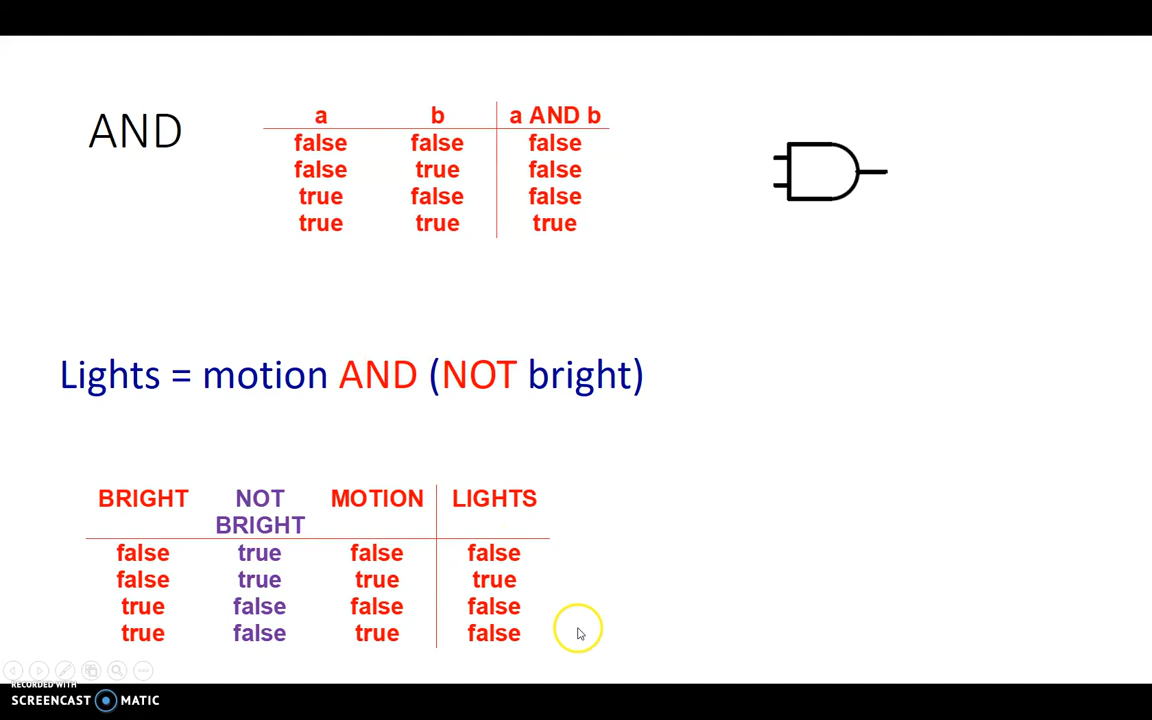 AND
a b a AND b
false false false
false true false
true false false
true true true
Lights = motion AND (NOT bright)
BRIGHT NOT BRIGHT MOTION LIGHTS
false true false false
false true true true
true false false false
true false true false
RECORDED WITH
SCREENCAST MATIC